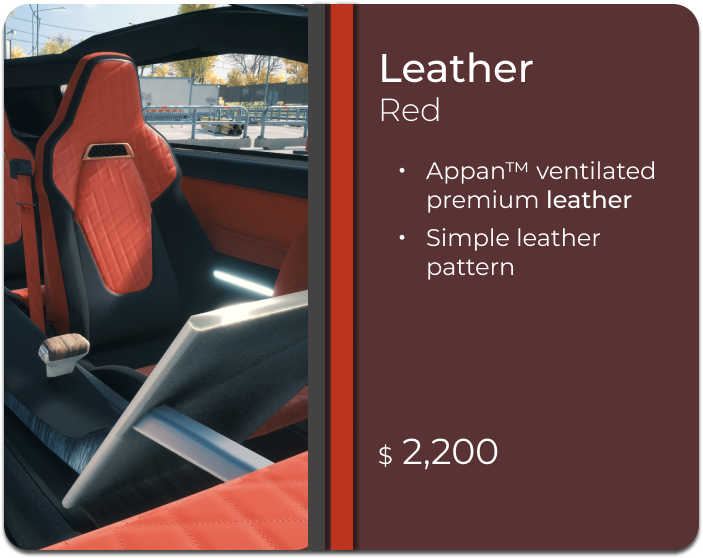 Leather
Red
• Appan™ ventilated
premium leather
• Simple leather
pattern
$ 2,200